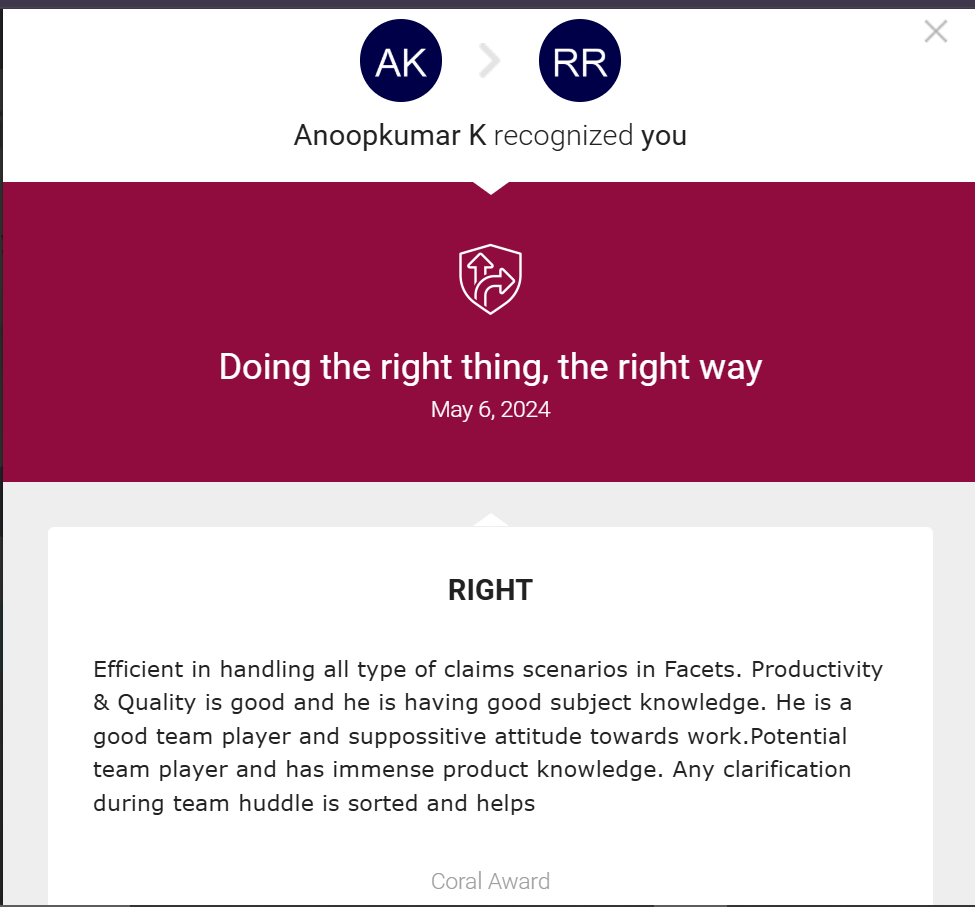 AK RR
Anoopkumar K recognized you
Doing the right thing, the right way
May 6, 2024
RIGHT
Efficient in handling all type of claims scenarios in Facets. Productivity
& Quality is good and he is having good subject knowledge. He is a
good team player and suppossitive attitude towards work.Potential
team player and has immense product knowledge. Any clarification
during team huddle is sorted and helps
Coral Award